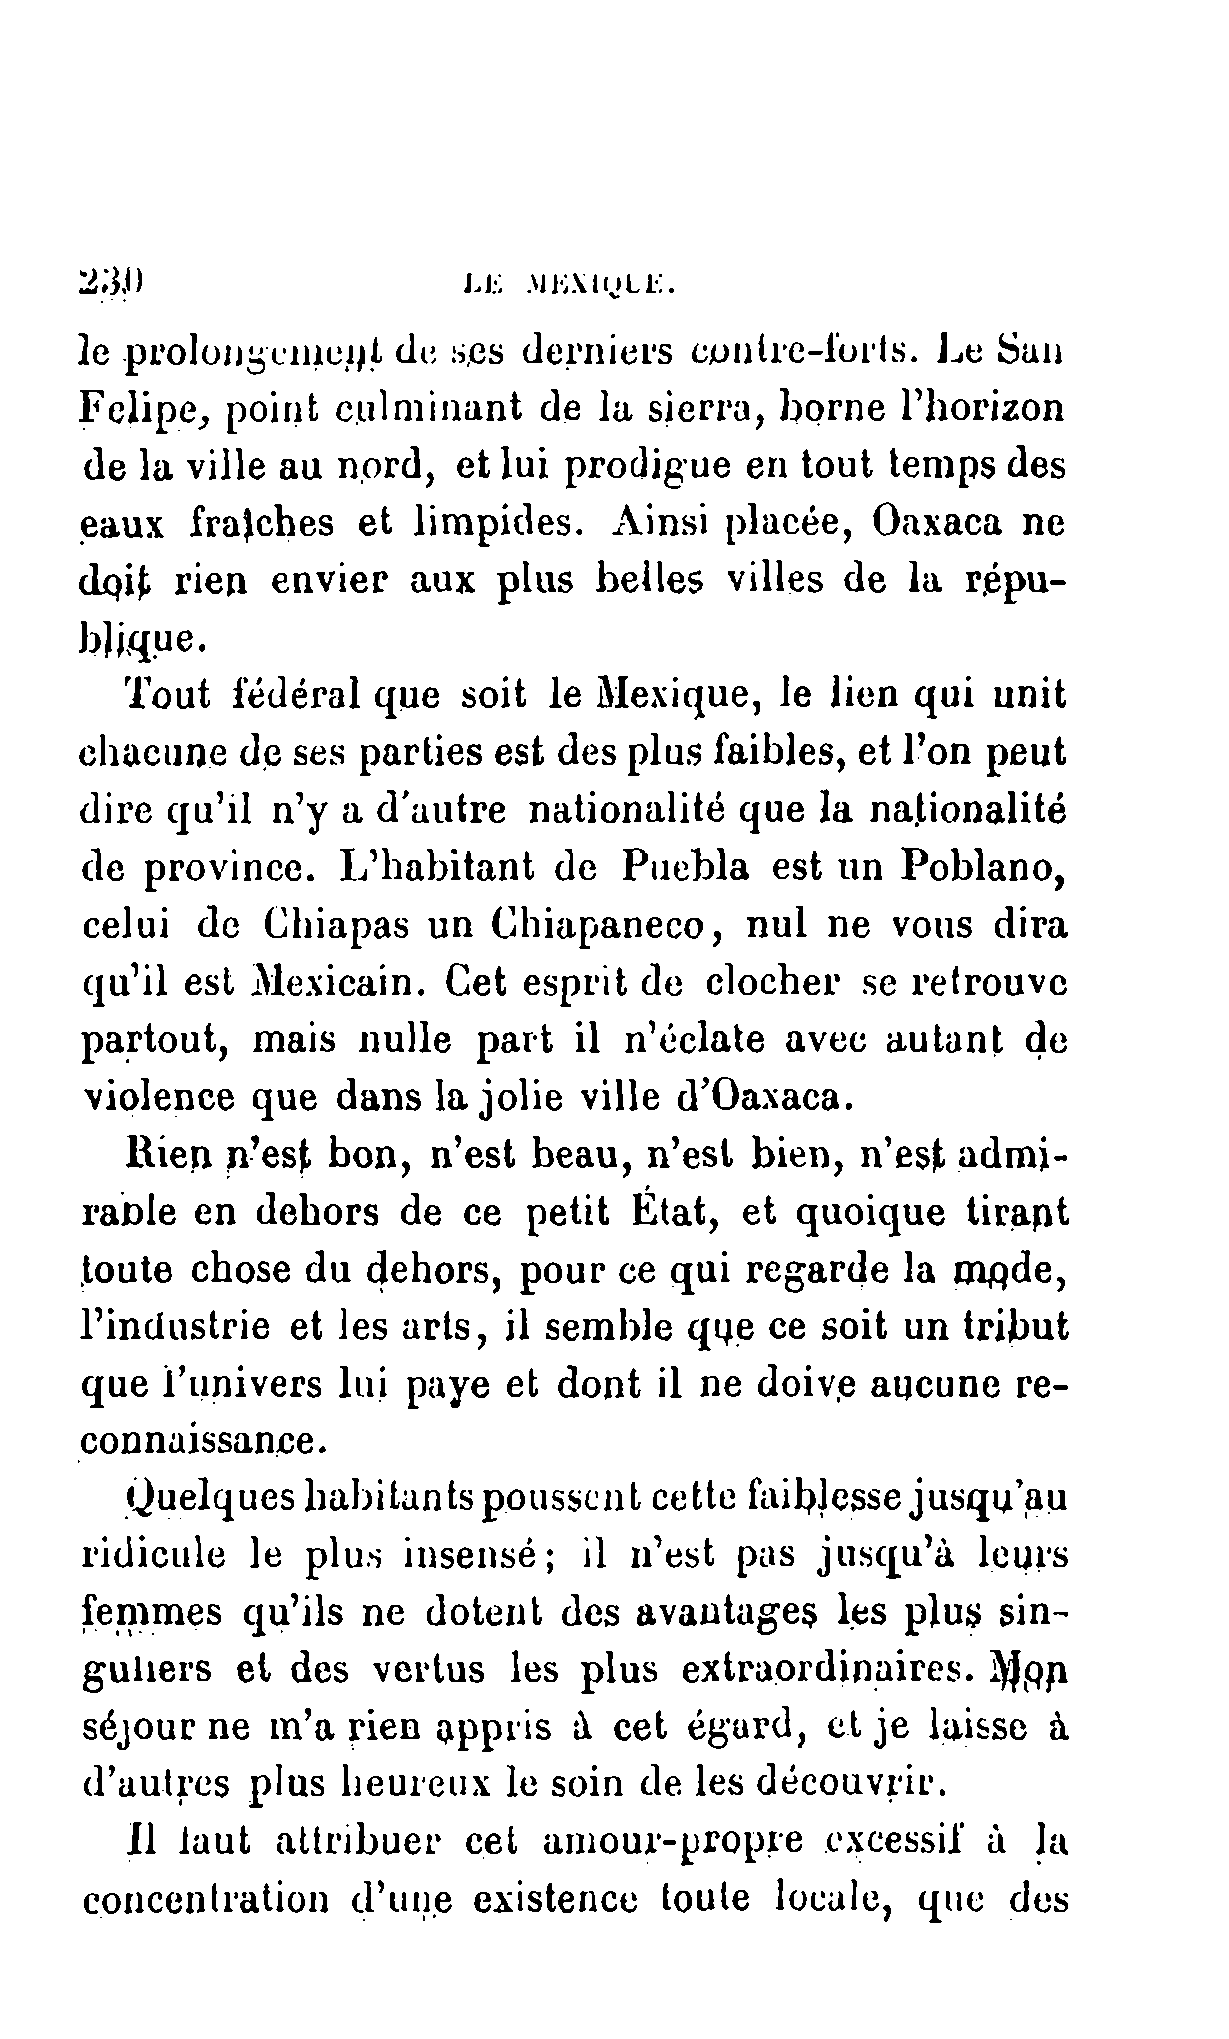 230 LE MEXIQUE.
le prolongement de ses derniers contre-forts. Le San
Felipe, point culminant de la sierra, borne l'horizon
de la ville au nord, et lui prodigue en tout temps des
eaux fraîches et limpides. Ainsi placée, Oaxaca ne
doit rien envier aux plus belles villes de la répu-
blique.
Tout fédéral que soit le Mexique, le lien qui unit
chacune de ses parties est des plus faibles, et l'on peut
dire qu'il n'y a d'autre nationalité que la nationalité
de province. L'habitant de Puebla est un Poblano,
celui de Chiapas un Chiapaneco, nul ne vous dira
qu'il est Mexicain. Cet esprit de clocher se retrouve
partout, mais nulle part il n'éclate avec autant de
violence que dans la jolie ville d'Oaxaca.
Rien n'est bon, n'est beau, n'est bien, n'est admi-
rable en dehors de ce petit État, et quoique tirant
toute chose du dehors, pour ce qui regarde la mode,
l'industrie et les arts, il semble que ce soit un tribut
que l'univers lui paye et dont il ne doive aucune re-
connaissance.
Quelques habitants poussent cette faiblesse jusqu'au
ridicule le plus insensé; il n'est pas jusqu'à leurs
femmes qu'ils ne dotent des avantages les plus sin-
guliers et des vertus les plus extraordinaires. Mon
séjour ne m'a rien appris à cet égard, et je laisse à
d'autres plus heureux le soin de les découvrir.
Il faut attribuer cet amour-propre excessif à la
concentration d'une existence toute locale, que des